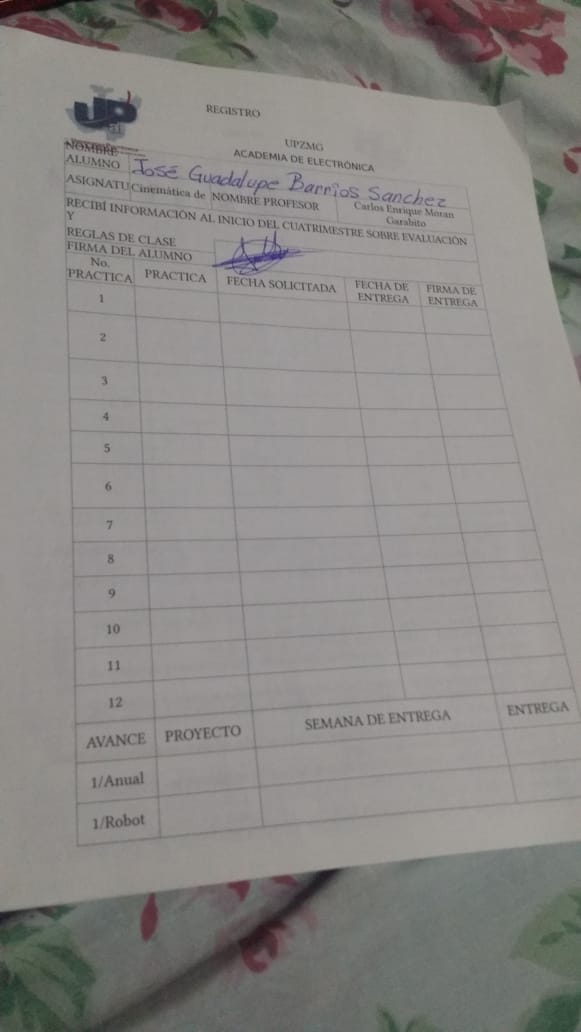 REGISTRO
UPZMG
ACADEMIA DE ELECTRÓNICA
NOMBRE
ALUMNO José Guadalupe Barrios Sanchez
ASIGNATU Cinemática de NOMBRE PROFESOR Carlos Enrique Moran
Garabito
RECIBÍ INFORMACIÓN AL INICIO DEL CUATRIMESTRE SOBRE EVALUACIÓN
Y
REGLAS DE CLASE
FIRMA DEL ALUMNO
No.
PRACTICA PRACTICA FECHA SOLICITADA FECHA DE ENTREGA FIRMA DE ENTREGA
1
2
3
4
5
6
7
8
9
10
11
12
AVANCE PROYECTO SEMANA DE ENTREGA ENTREGA
1/Anual
1/Robot